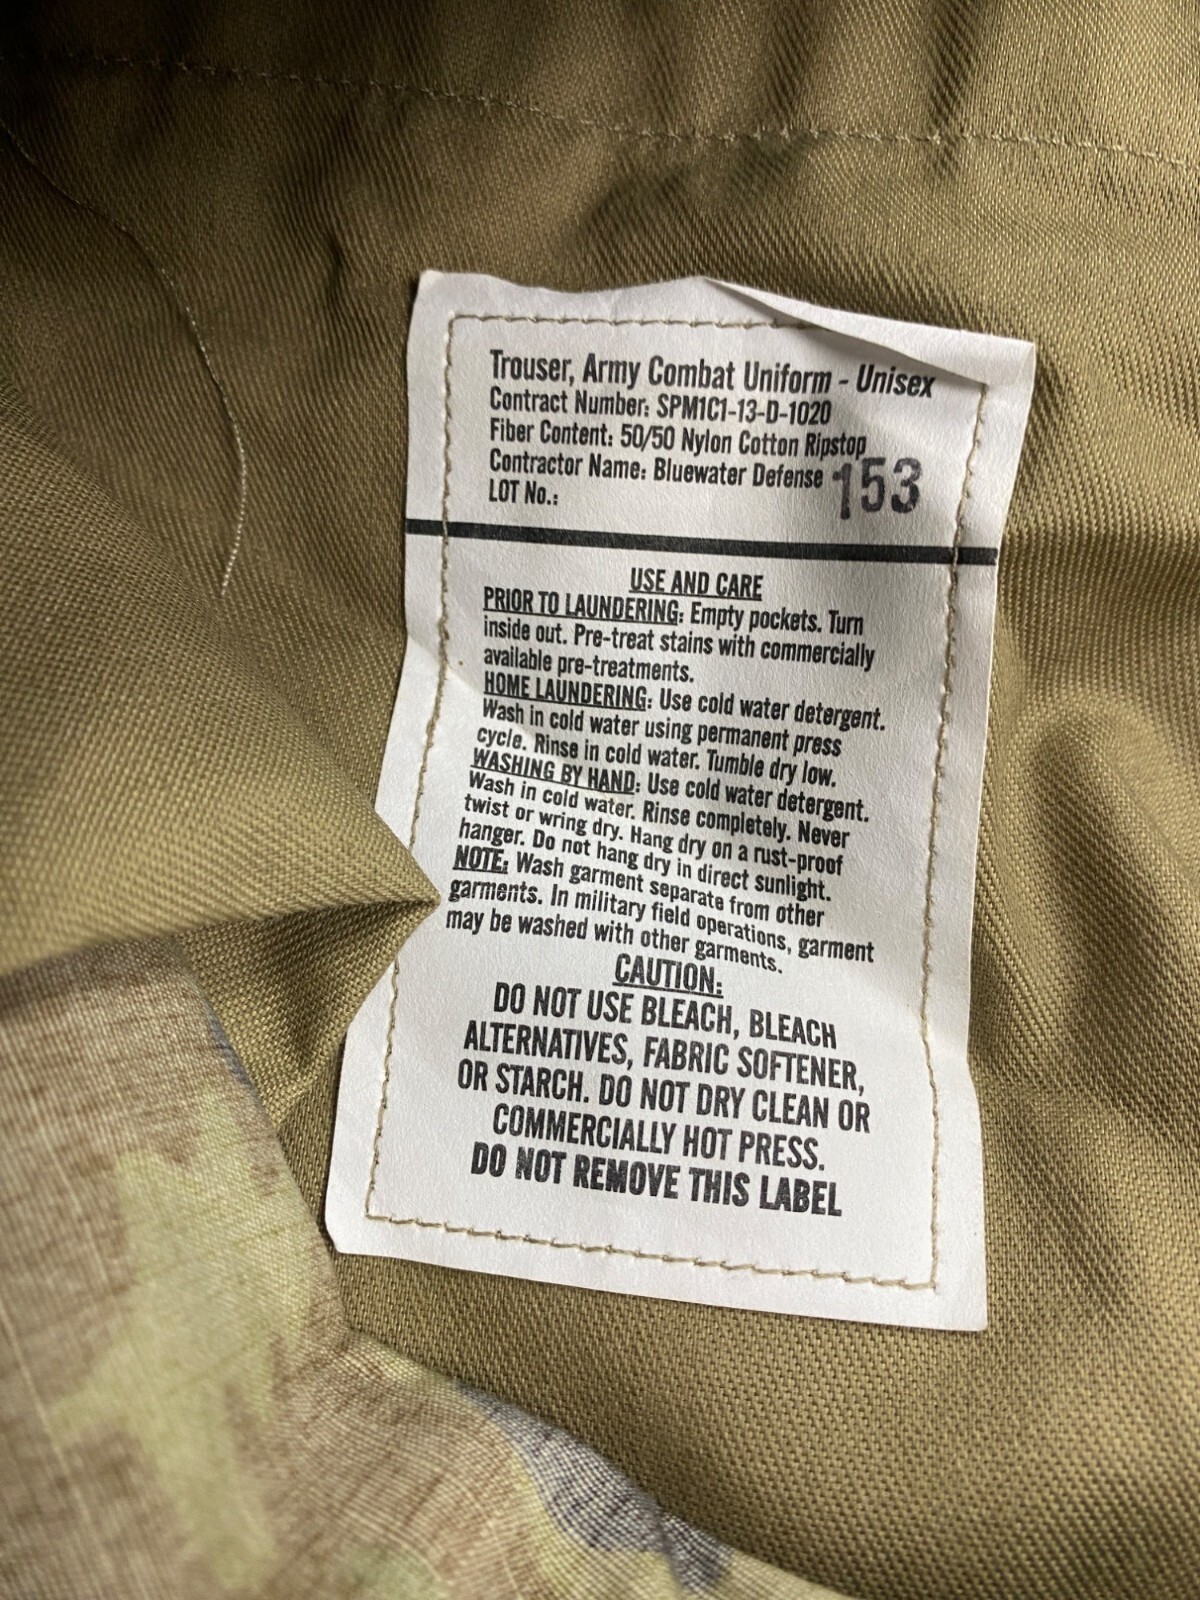 Trouser, Army Combat Uniform - Unisex
Contract Number: SPM1C1-13-D-1020
Fiber Content: 50/50 Nylon Cotton Ripstop
Contractor Name: Bluewater Defense
LOT No.:
153
USE AND CARE
PRIOR TO LAUNDERING: Empty pockets. Turn
inside out. Pre-treat stains with commercially
available pre-treatments.
HOME LAUNDERING: Use cold water detergent.
Wash in cold water using permanent press
cycle. Rinse in cold water. Tumble dry low.
WASHING BY HAND: Use cold water detergent.
Wash in cold water. Rinse completely. Never
twist or wring dry. Hang dry on a rust-proof
hanger. Do not hang dry in direct sunlight.
NOTE: Wash garment separate from other
garments. In military field operations, garment
may be washed with other garments.
CAUTION:
DO NOT USE BLEACH, BLEACH
ALTERNATIVES, FABRIC SOFTENER,
OR STARCH. DO NOT DRY CLEAN OR
COMMERCIALLY HOT PRESS.
DO NOT REMOVE THIS LABEL